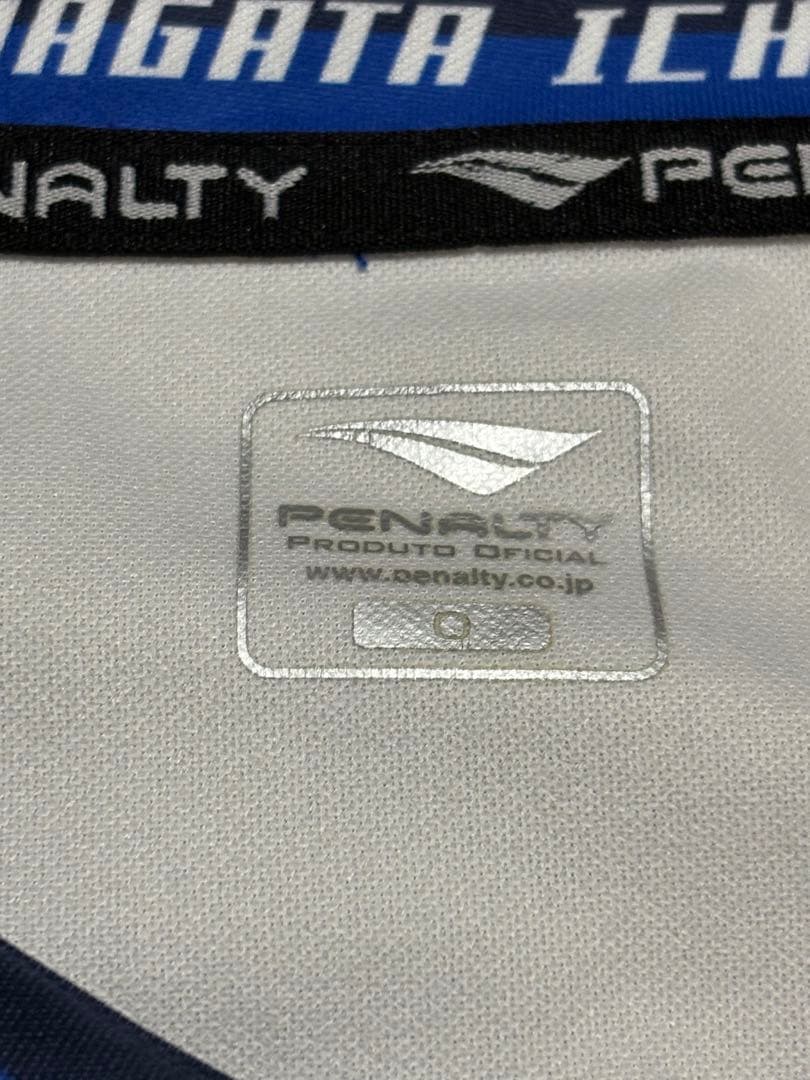 AGATA ICH
NALTY PEN
PENALTY
PRODUTO OFICIAL
www.penalty.co.jp
O